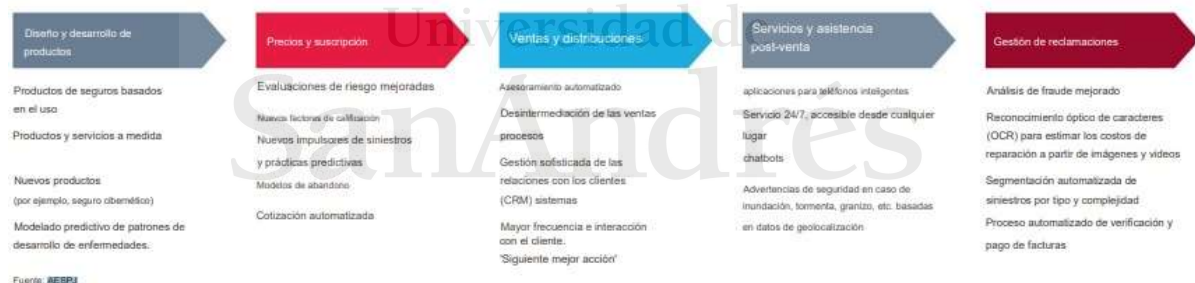 Universidad de
SanAndrés
Diseño y desarrollo de
productos
Productos de seguros basados
en el uso
Productos y servicios a medida
Nuevos productos
(por ejemplo, seguro cibernético)
Modelado predictivo de patrones de
desarrollo de enfermedades.
Precios y suscripción
Evaluaciones de riesgo mejoradas
Nuevos factores de calificación
Nuevos impulsores de siniestros
y prácticas predictivas
Modelos de abandono
Cotización automatizada
Ventas y distribuciones
Asesoramiento automatizado
Desintermediación de las ventas
procesos
Gestión sofisticada de las
relaciones con los clientes
(CRM) sistemas
Mayor frecuencia e interacción
con el cliente.
'Siguiente mejor acción'
Servicios y asistencia
post-venta
aplicaciones para teléfonos inteligentes
Servicio 24/7, accesible desde cualquier
lugar
chatbots
Advertencias de seguridad en caso de
inundación, tormenta, granizo, etc. basadas
en datos de geolocalización
Gestión de reclamaciones
Análisis de fraude mejorado
Reconocimiento óptico de caracteres
(OCR) para estimar los costos de
reparación a partir de imágenes y videos
Segmentación automatizada de
siniestros por tipo y complejidad
Proceso automatizado de verificación y
pago de facturas
Fuente: AESPJ